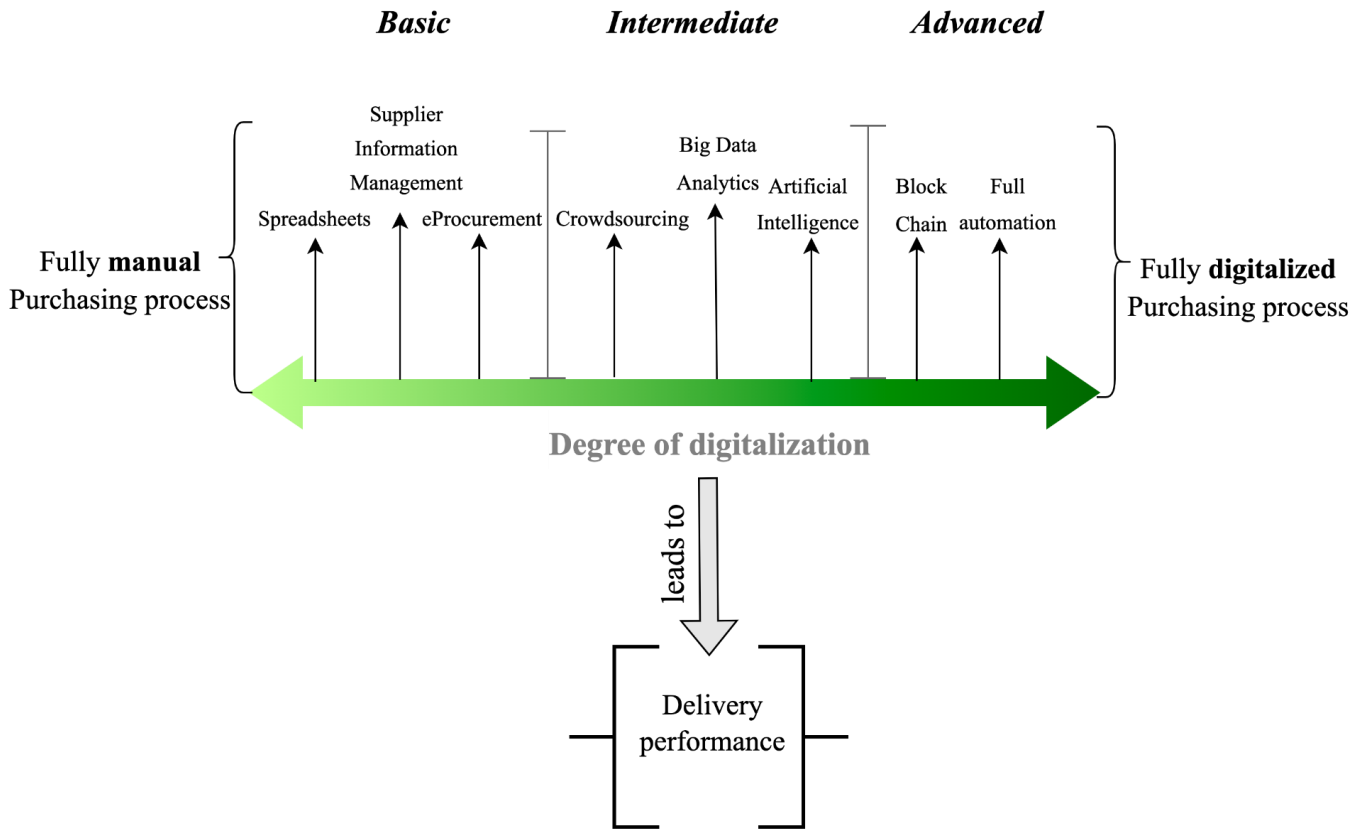 Basic
Intermediate
Advanced
Supplier
Information
Management
Spreadsheets
eProcurement
Crowdsourcing
Big Data
Analytics
Artificial
Intelligence
Block
Chain
Full
automation
Fully manual
Purchasing process
Fully digitalized
Purchasing process
Degree of digitalization
leads to
Delivery
performance